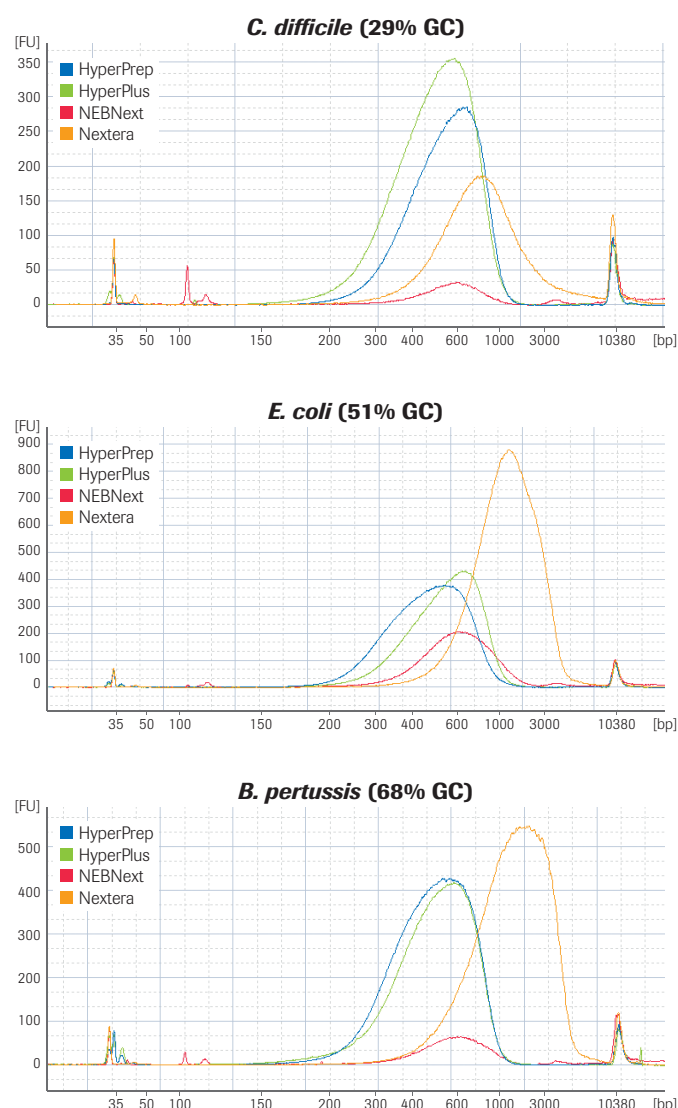 C. difficile (29% GC)
[FU]
HyperPrep
HyperPlus
NEBNext
Nextera
350
300
250
200
150
100
50
0
35 50 100 150 200 300 400 600 1000 3000 10380 [bp]
E. coli (51% GC)
[FU]
HyperPrep
HyperPlus
NEBNext
Nextera
900
800
700
600
500
400
300
200
100
0
35 50 100 150 200 300 400 600 1000 3000 10380 [bp]
B. pertussis (68% GC)
[FU]
HyperPrep
HyperPlus
NEBNext
Nextera
500
400
300
200
100
0
35 50 100 150 200 300 400 600 1000 3000 10380 [bp]